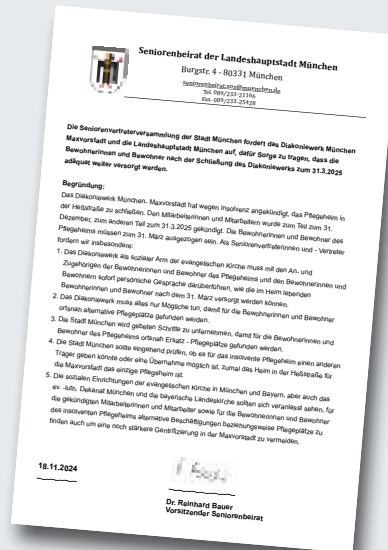 Seniorenbeirat der Landeshauptstadt München
Burgstr. 4 - 80331 München
seniorenbeirat.soz@muenchen.de
Tel. 089/233-21166
Fax. 089/233-25428
Die Seniorenvertreterversammlung der Stadt München fordert das Diakoniewerk München
Maxvorstadt und die Landeshauptstadt München auf, dafür Sorge zu tragen, dass die
Bewohnerinnen und Bewohner nach der Schließung des Diakoniewerks zum 31.3.2025
adäquat weiter versorgt werden.
Begründung:
Das Diakoniewerk München- Maxvorstadt hat wegen Insolvenz angekündigt, das Pflegeheim in
der Heßstraße zu schließen. Den Mitarbeiterinnen und Mitarbeitern wurde zum Teil zum 31.
Dezember, zum anderen Teil zum 31.3.2025 gekündigt. Die Bewohnerinnen und Bewohner des
Pflegeheims müssen zum 31. März ausgezogen sein. Als Seniorenvertreterinnen und - Vertreter
fordern wir insbesondere:
1. Das Diakoniewerk als sozialer Arm der evangelischen Kirche muss mit den An- und
Zugehörigen der Bewohnerinnen und Bewohner des Pflegeheims und den Bewohnerinnen und
Bewohnern sofort persönliche Gespräche darüberführen, wie die im Heim lebenden
Bewohnerinnen und Bewohner nach dem 31. März versorgt werden können.
2. Das Diakoniewerk muss alles nur Mögliche tun, damit für die Bewohnerinnen und Bewohner
ortsnah alternative Pflegeplätze gefunden werden.
3. Die Stadt München wird gebeten Schritte zu unternehmen, damit für die Bewohnerinnen und
Bewohner des Pflegeheims ortsnah Ersatz - Pflegeplätze gefunden werden.
4. Die Stadt München sollte eingehend prüfen, ob es für das insolvente Pflegeheim einen anderen
Träger geben könnte oder eine Übernahme möglich ist, zumal das Heim in der Heßstraße für
die Maxvorstadt das einzige Pflegeheim ist.
5. Die sozialen Einrichtungen der evangelischen Kirche in München und Bayern, aber auch das
ev. -luth. Dekanat München und die bayerische Landeskirche sollten sich veranlasst sehen, für
die gekündigten Mitarbeiterinnen und Mitarbeiter sowie für die Bewohnerinnen und Bewohner
des insolventen Pflegeheims alternative Beschäftigungen beziehungsweise Pflegeplätze zu
finden auch um eine noch stärkere Gentrifizierung in der Maxvorstadt zu vermeiden.
18.11.2024
Dr. Reinhard Bauer
Vorsitzender Seniorenbeirat